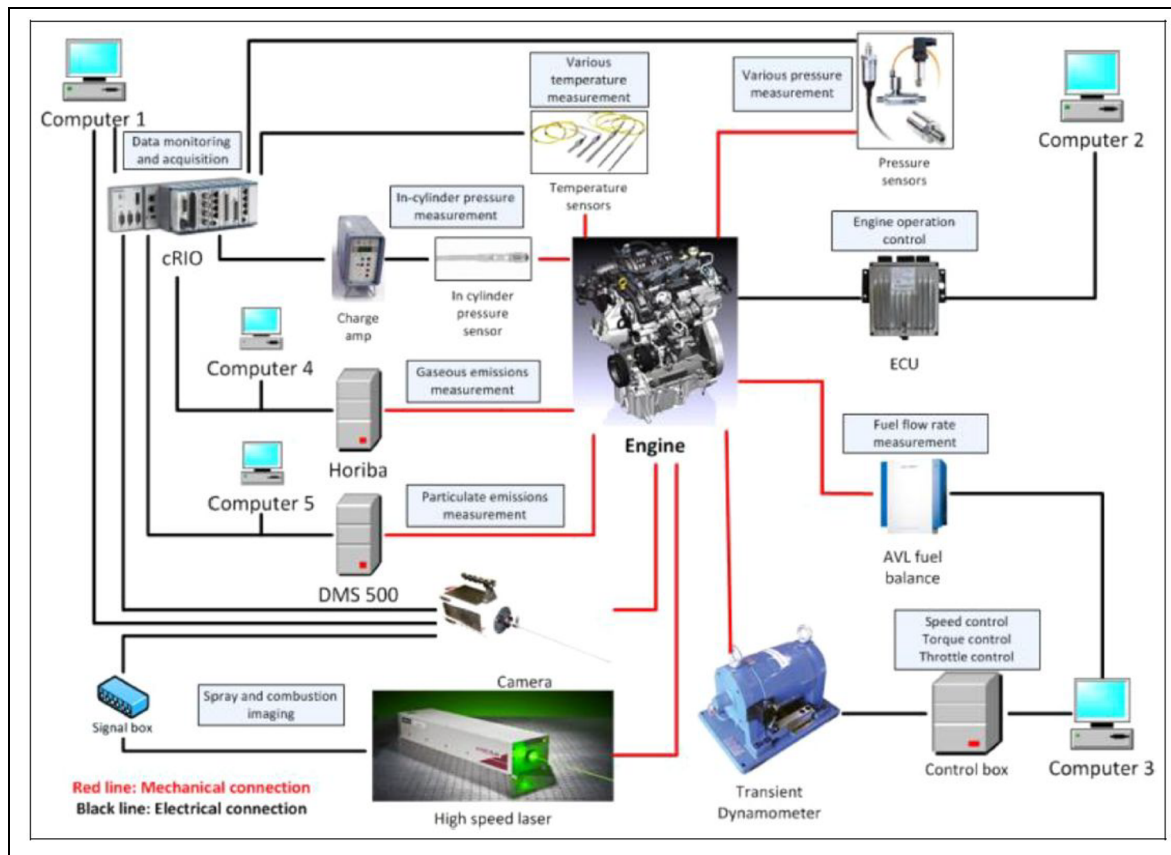 Computer 1
Data monitoring
and acquisition
cRIO
Various
temperature
measurement
Temperature
sensors
Various pressure
measurement
Pressure
sensors
Computer 2
In-cylinder pressure
measurement
Charge
amp
In cylinder
pressure
sensor
Engine operation
control
ECU
Computer 4
Gaseous emissions
measurement
Horiba
Engine
Fuel flow rate
measurement
AVL fuel
balance
Computer 5
Particulate emissions
measurement
DMS 500
Speed control
Torque control
Throttle control
Camera
Signal box
Spray and combustion
imaging
High speed laser
Transient
Dynamometer
Control box
Computer 3
Red line: Mechanical connection
Black line: Electrical connection